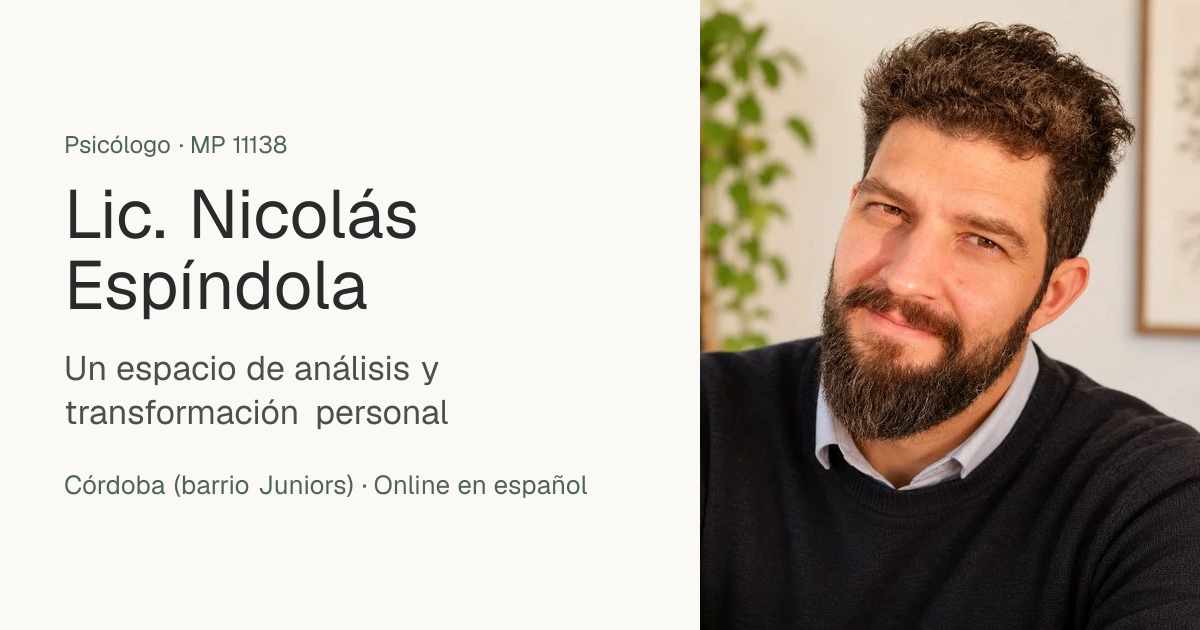 Psicólogo · MP 11138
Lic. Nicolás
Espíndola
Un espacio de análisis y
transformación personal
Córdoba (barrio Juniors) · Online en español